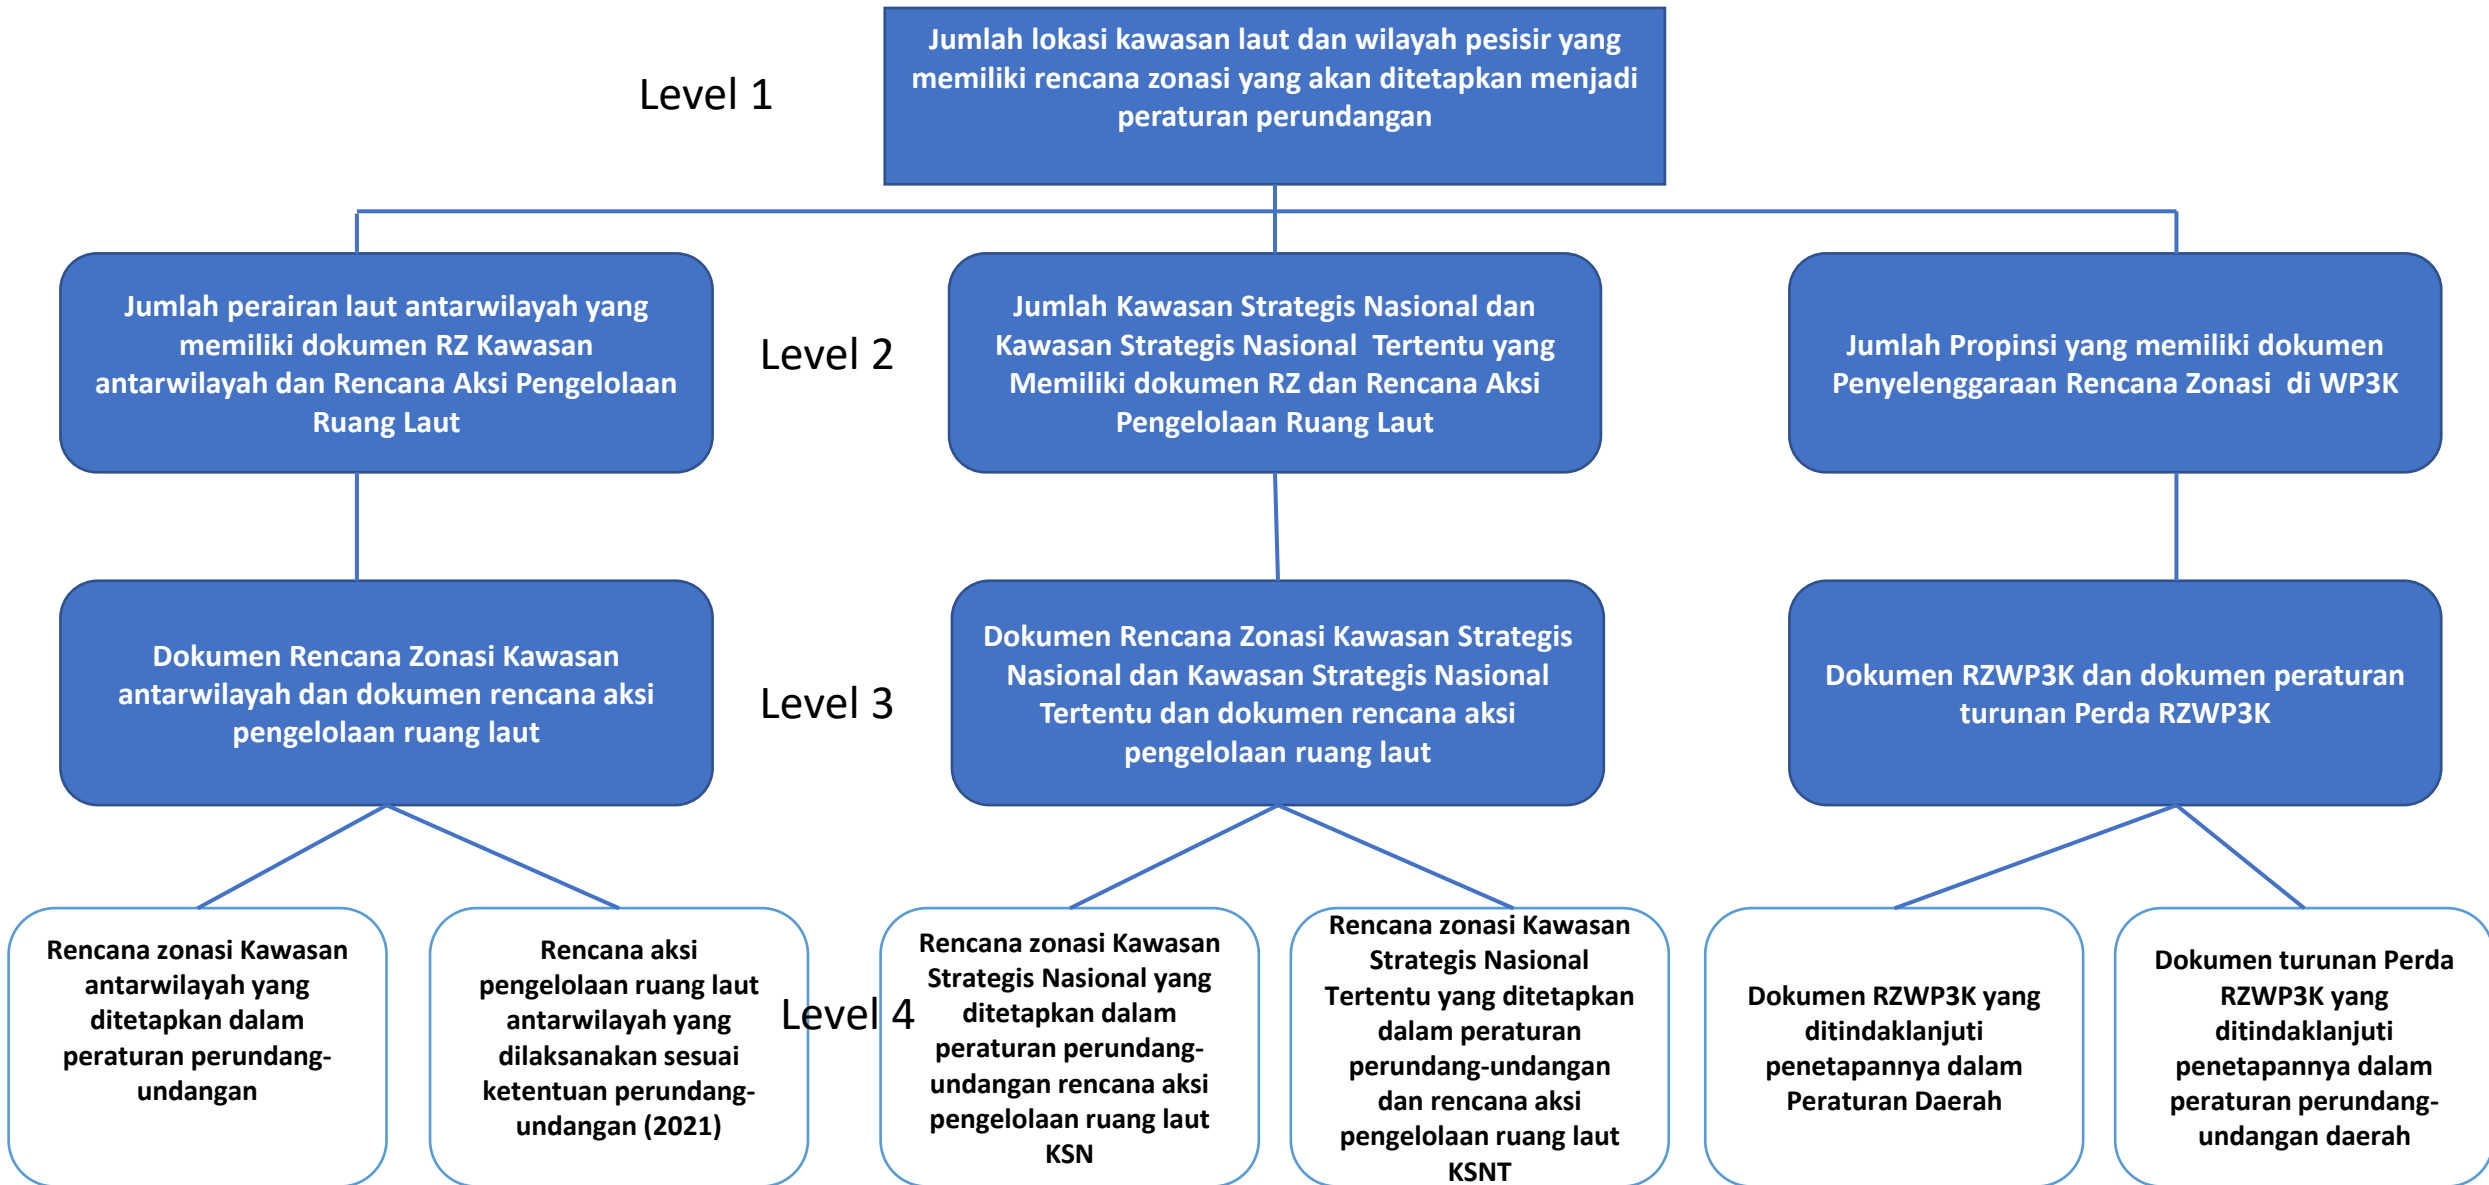 Jumlah lokasi kawasan laut dan wilayah pesisir yang
memiliki rencana zonasi yang akan ditetapkan menjadi
peraturan perundangan
Level 1
Jumlah perairan laut antarwilayah yang
memiliki dokumen RZ Kawasan
antarwilayah dan Rencana Aksi Pengelolaan
Ruang Laut
Level 2
Jumlah Kawasan Strategis Nasional dan
Kawasan Strategis Nasional Tertentu yang
Memiliki dokumen RZ dan Rencana Aksi
Pengelolaan Ruang Laut
Jumlah Propinsi yang memiliki dokumen
Penyelenggaraan Rencana Zonasi di WP3K
Dokumen Rencana Zonasi Kawasan
antarwilayah dan dokumen rencana aksi
pengelolaan ruang laut
Level 3
Dokumen Rencana Zonasi Kawasan Strategis
Nasional dan Kawasan Strategis Nasional
Tertentu dan dokumen rencana aksi
pengelolaan ruang laut
Dokumen RZWP3K dan dokumen peraturan
turunan Perda RZWP3K
Rencana zonasi Kawasan
antarwilayah yang
ditetapkan dalam
peraturan perundang-
undangan
Rencana aksi
pengelolaan ruang laut
antarwilayah yang
dilaksanakan sesuai
ketentuan perundang-
undangan (2021)
Level 4
Rencana zonasi Kawasan
Strategis Nasional yang
ditetapkan dalam
peraturan perundang-
undangan rencana aksi
pengelolaan ruang laut
KSN
Rencana zonasi Kawasan
Strategis Nasional
Tertentu yang ditetapkan
dalam peraturan
perundang-undangan
dan rencana aksi
pengelolaan ruang laut
KSNT
Dokumen RZWP3K yang
ditindaklanjuti
penetapannya dalam
Peraturan Daerah
Dokumen turunan Perda
RZWP3K yang
ditindaklanjuti
penetapannya dalam
peraturan perundang-
undangan daerah